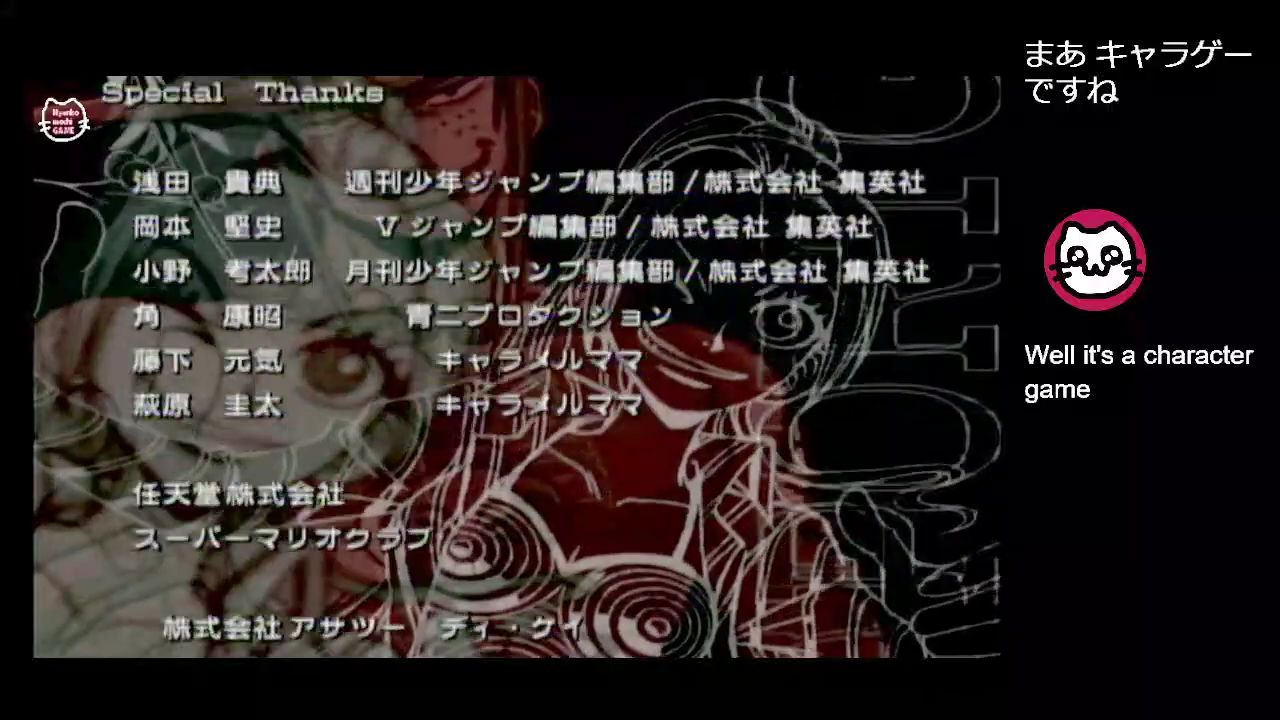 Special Thanks
Nyanko
mochi
GAME
浅田 貴典 週刊少年ジャンプ編集部/株式会社 集英社
岡本 堅史 Vジャンプ編集部/株式会社 集英社
小野 考太郎 月刊少年ジャンプ編集部/株式会社 集英社
角 康昭 青二プロダクション
藤下 元気 キャラメルママ
萩原 圭太 キャラメルママ
任天堂株式会社
スーパーマリオクラブ
株式会社アサツー ディ・ケイ
まあ キャラゲー
ですね
Well it's a character
game